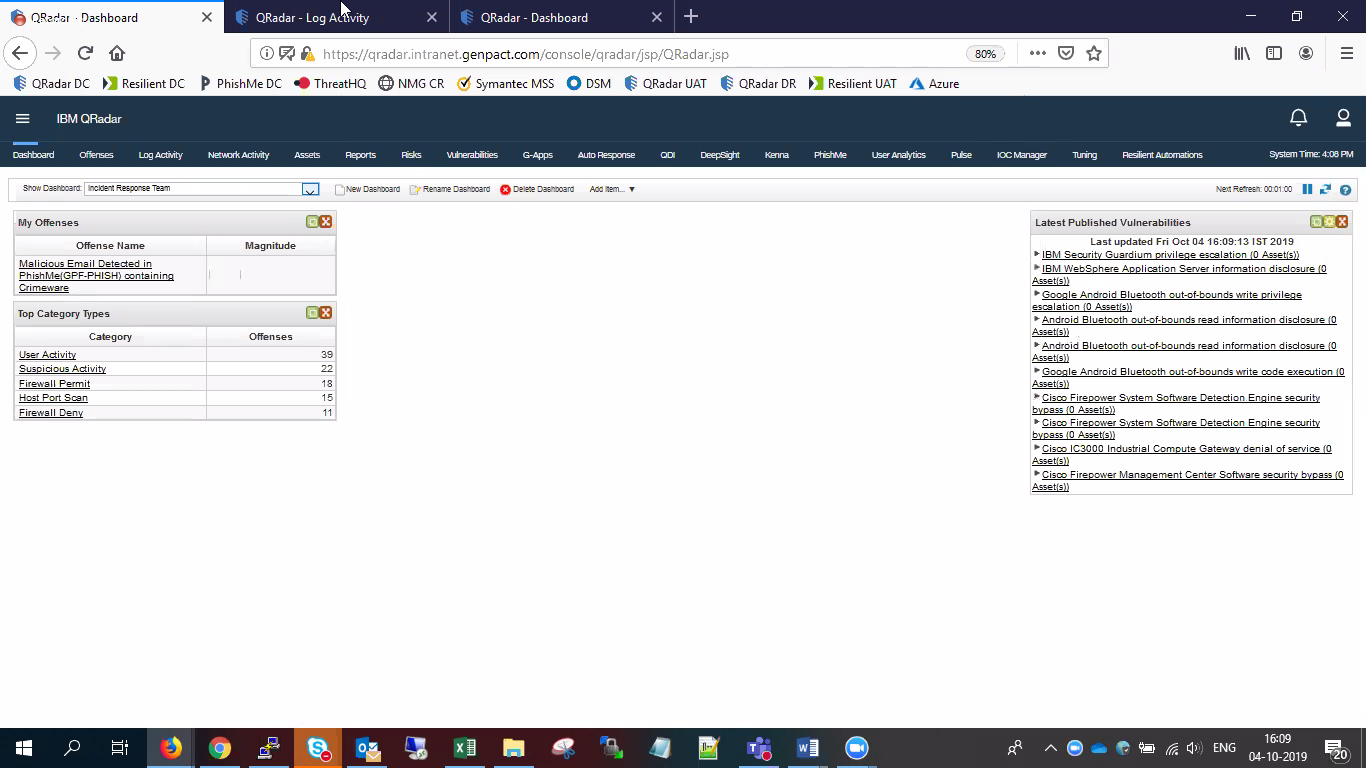 QRadar - Dashboard
QRadar - Log Activity
QRadar - Dashboard
https://qradar.intranet.genpact.com/console/qradar/jsp/QRadar.jsp
80%
QRadar DC
Resilient DC
PhishMe DC
ThreatHQ
NMG CR
Symantec MSS
DSM
QRadar UAT
QRadar DR
Resilient UAT
Azure
IBM QRadar
Dashboard
Offenses
Log Activity
Network Activity
Assets
Reports
Risks
Vulnerabilities
G-Apps
Auto Response
QDI
DeepSight
Kenna
PhishMe
User Analytics
Pulse
IOC Manager
Tuning
Resilient Automations
System Time: 4:08 PM
Show Dashboard: Incident Response Team
New Dashboard
Rename Dashboard
Delete Dashboard
Add Item...
Next Refresh: 00:01:00
My Offenses
Offense Name Magnitude
Malicious Email Detected in
PhishMe(GPF-PHISH) containing
Crimeware
Top Category Types
Category Offenses
User Activity 39
Suspicious Activity 22
Firewall Permit 18
Host Port Scan 15
Firewall Deny 11
Latest Published Vulnerabilities
Last updated Fri Oct 04 16:09:13 IST 2019
IBM Security Guardium privilege escalation (0 Asset(s))
IBM WebSphere Application Server information disclosure (0
Asset(s))
Google Android Bluetooth out-of-bounds write privilege
escalation (0 Asset(s))
Android Bluetooth out-of-bounds read information disclosure (0
Asset(s))
Android Bluetooth out-of-bounds read information disclosure (0
Asset(s))
Google Android Bluetooth out-of-bounds write code execution (0
Asset(s))
Cisco Firepower System Software Detection Engine security
bypass (0 Asset(s))
Cisco Firepower System Software Detection Engine security
bypass (0 Asset(s))
Cisco IC3000 Industrial Compute Gateway denial of service (0
Asset(s))
Cisco Firepower Management Center Software security bypass (0
Asset(s))
ENG
16:09
04-10-2019
20